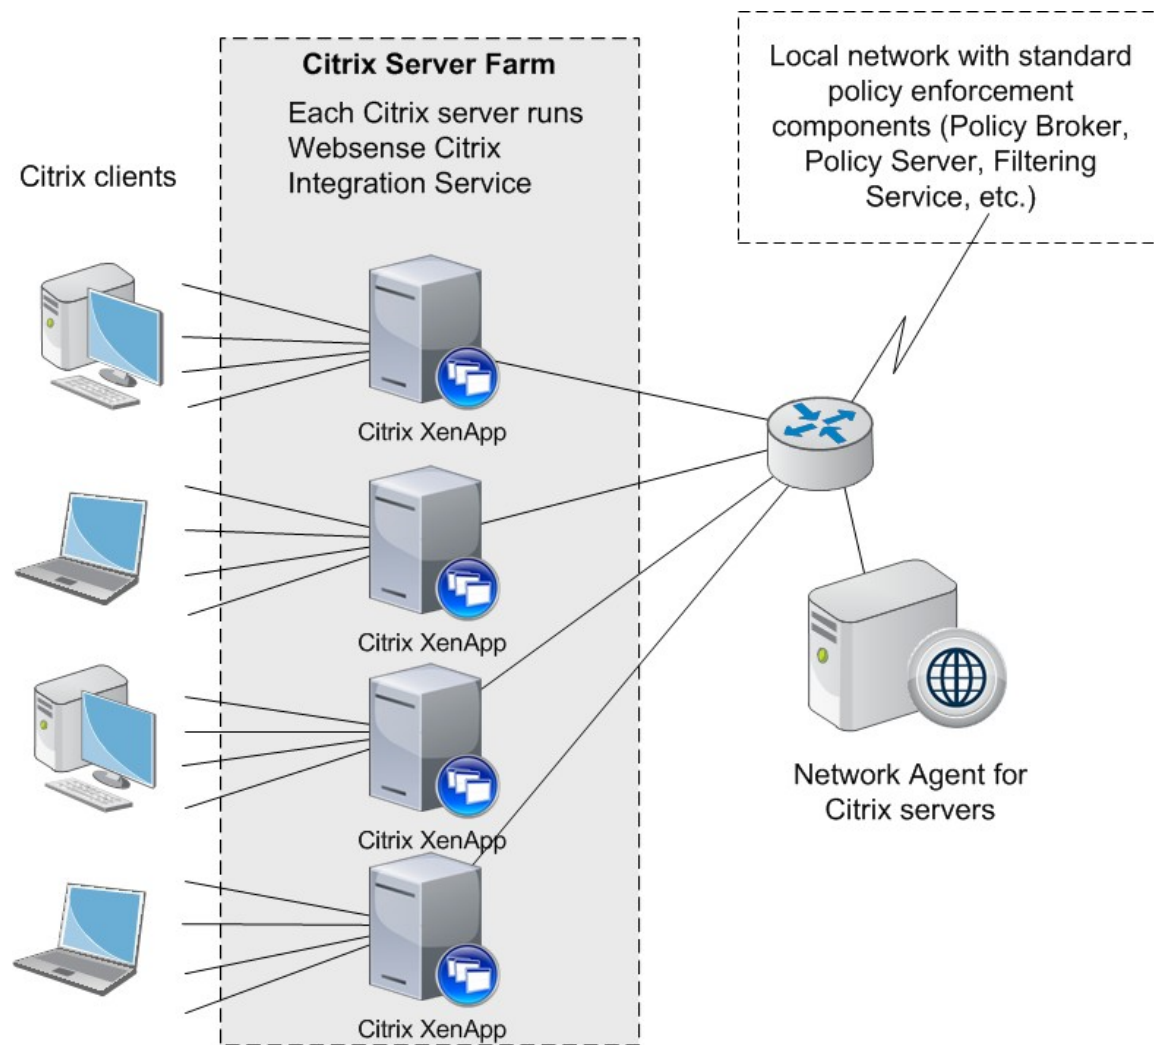 Citrix Server Farm
Each Citrix server runs
Websense Citrix
Integration Service
Local network with standard
policy enforcement
components (Policy Broker,
Policy Server, Filtering
Service, etc.)
Citrix clients
Citrix XenApp
Citrix XenApp
Citrix XenApp
Citrix XenApp
Network Agent for
Citrix servers